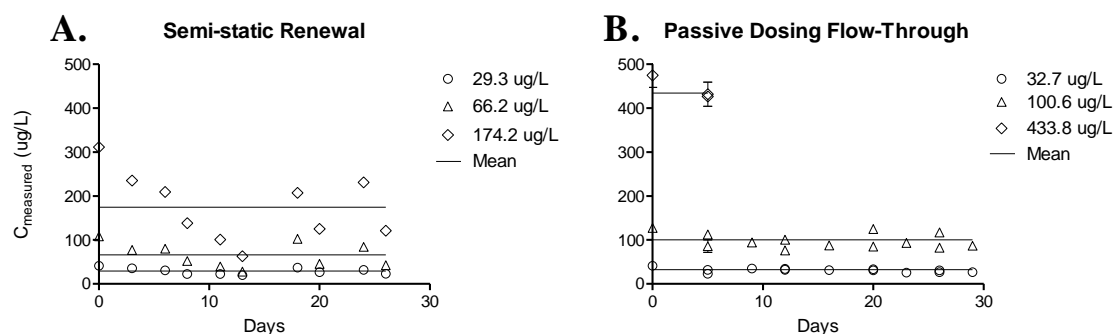 A. Semi-static Renewal
500
400
300
200
100
0
0 10 20 30
C measured (ug/L)
Days
29.3 ug/L
66.2 ug/L
174.2 ug/L
Mean
B. Passive Dosing Flow-Through
500
400
300
200
100
0
0 10 20 30
Days
32.7 ug/L
100.6 ug/L
433.8 ug/L
Mean